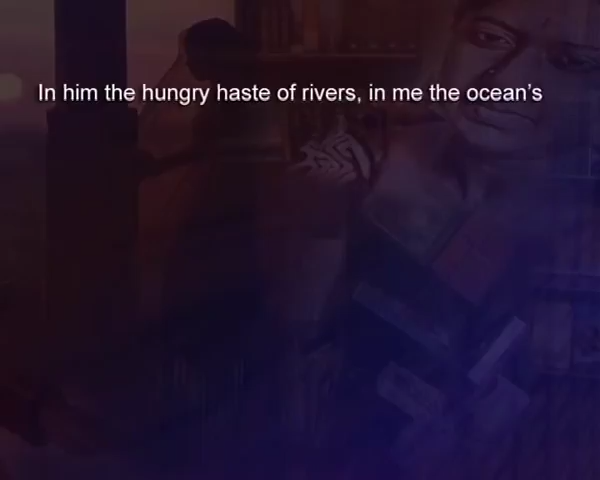 In him the hungry haste of rivers, in me the ocean’s